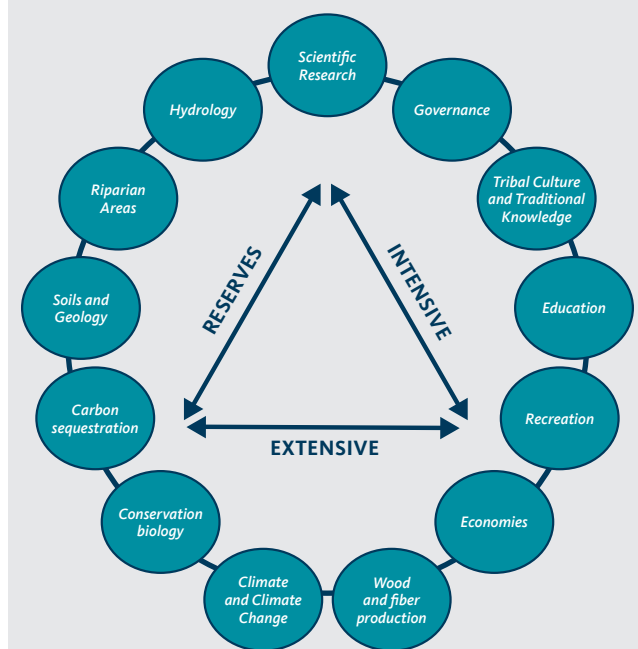 Scientific
Research
Governance
Tribal Culture
and Traditional
Knowledge
Education
Recreation
Economies
Wood
and fiber
production
Climate
and Climate
Change
Conservation
biology
Carbon
sequestration
Soils and
Geology
Riparian
Areas
Hydrology
RESERVES
INTENSIVE
EXTENSIVE